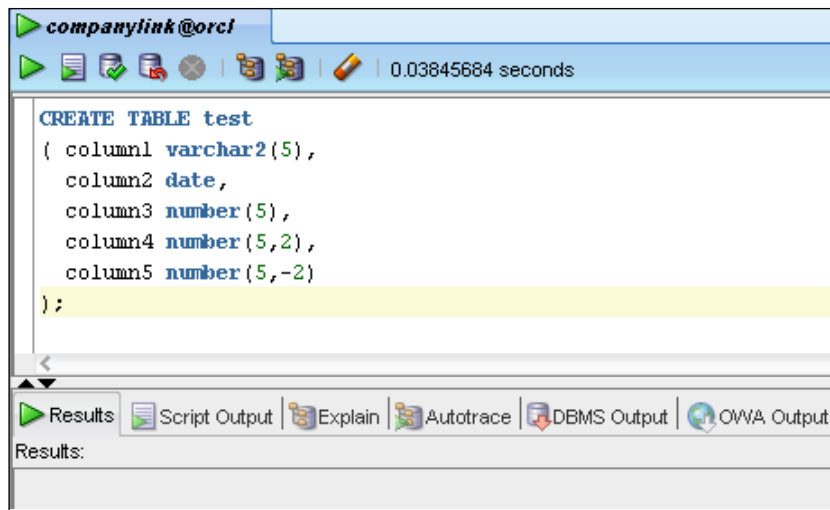 companylink@orcl
0.03845684 seconds
CREATE TABLE test
( column1 varchar2(5),
column2 date,
column3 number(5),
column4 number(5,2),
column5 number(5,-2)
);
Results Script Output Explain Autotrace DBMS Output OWA Output
Results: